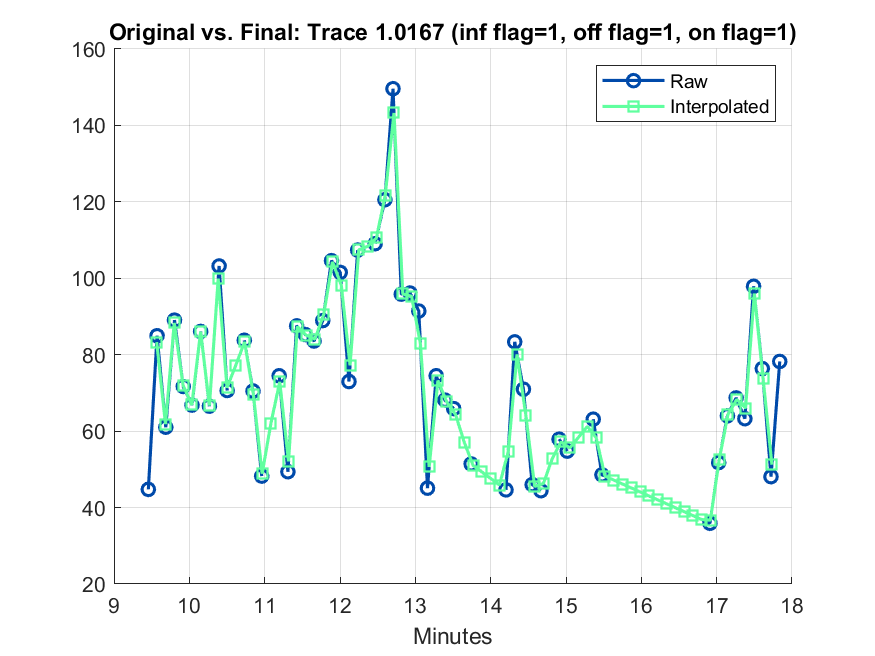 Original vs. Final: Trace 1.0167 (inf flag=1, off flag=1, on flag=1)
160
Raw
Interpolated
140
120
100
80
60
40
20
9 10 11 12 13 14 15 16 17 18
Minutes